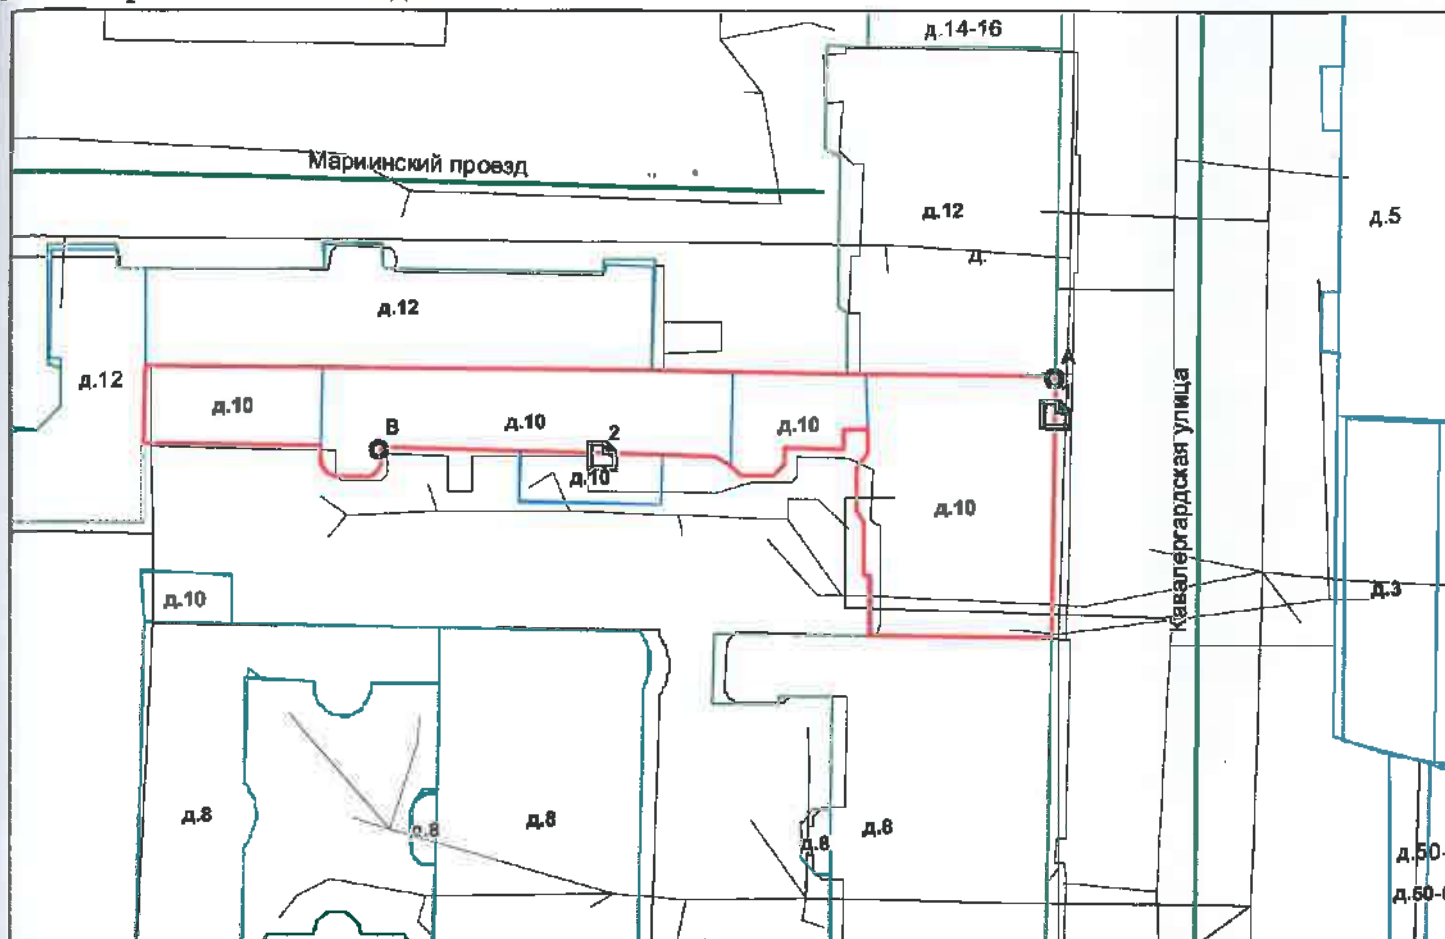 д.14-16
Мариинский проезд
д.12
д.5
д.
д.12
А
д.12
д.10
В
д.10
2
д.10
д.10
д.10
Кавалергардская улица
д.10
д.3
д.8
д.8
д.8
д.8
д.8
д.50-
д.50-